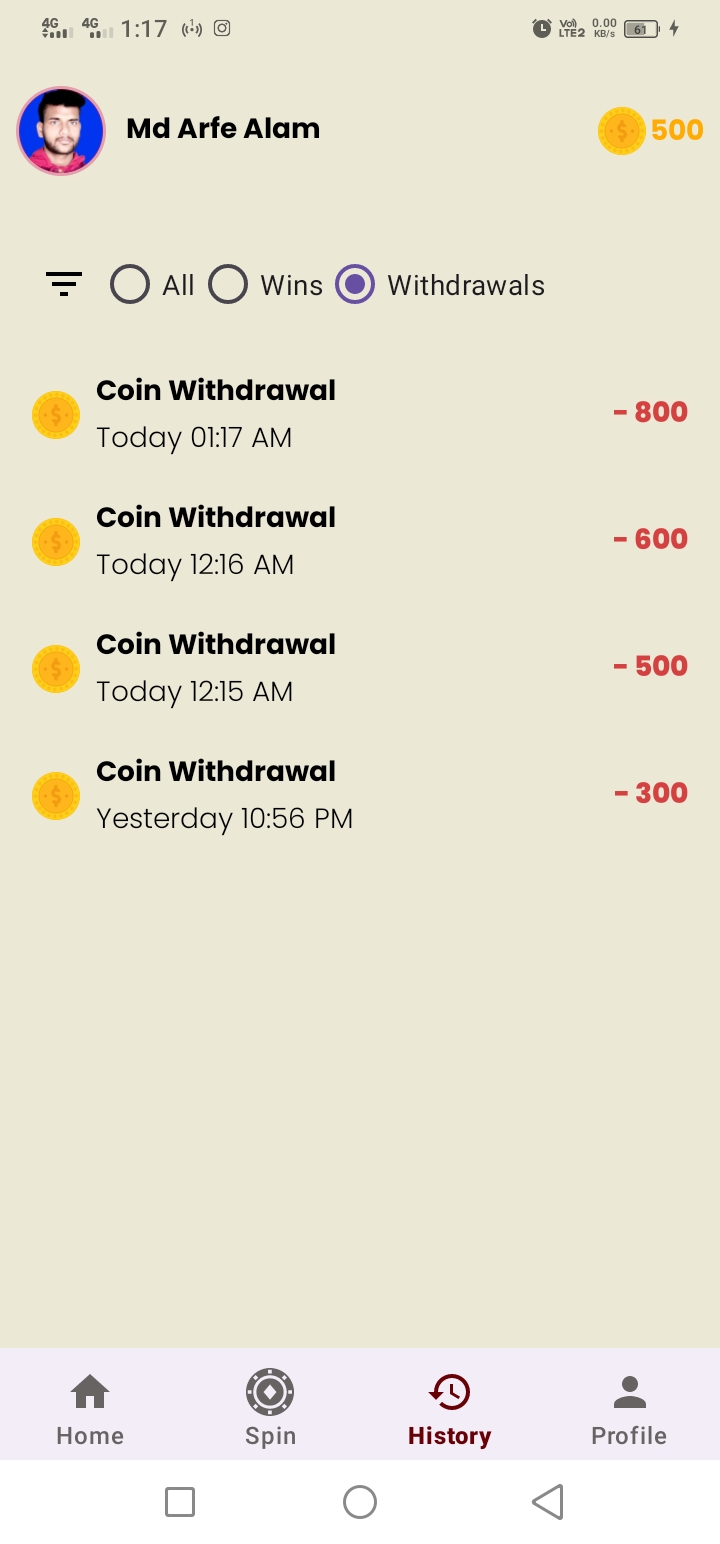 4G 4G 1:17 Vo) LTE2 0.00 KB/s 61
Md Arfe Alam 500
All Wins Withdrawals
Coin Withdrawal
Today 01:17 AM
- 800
Coin Withdrawal
Today 12:16 AM
- 600
Coin Withdrawal
Today 12:15 AM
- 500
Coin Withdrawal
Yesterday 10:56 PM
- 300
Home Spin History Profile